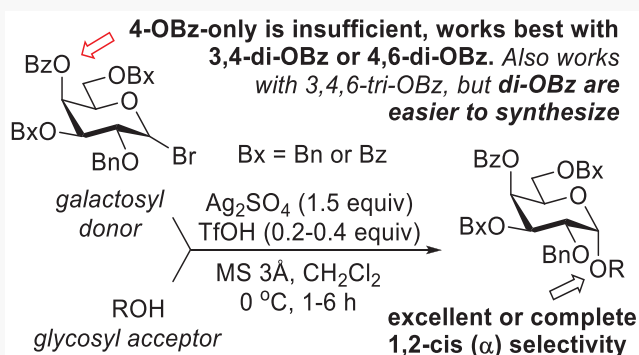 4-OBz-only is insufficient, works best with
3,4-di-OBz or 4,6-di-OBz. Also works
with 3,4,6-tri-OBz, but di-OBz are
easier to synthesize
BzO
OBx
O
BxO
BnO
Br
Bx = Bn or Bz
galactosyl
donor
Ag₂SO₄ (1.5 equiv)
TfOH (0.2-0.4 equiv)
MS 3Å, CH₂Cl₂
0 °C, 1-6 h
ROH
glycosyl acceptor
BzO
OBx
O
BxO
BnO
OR
excellent or complete
1,2-cis (α) selectivity